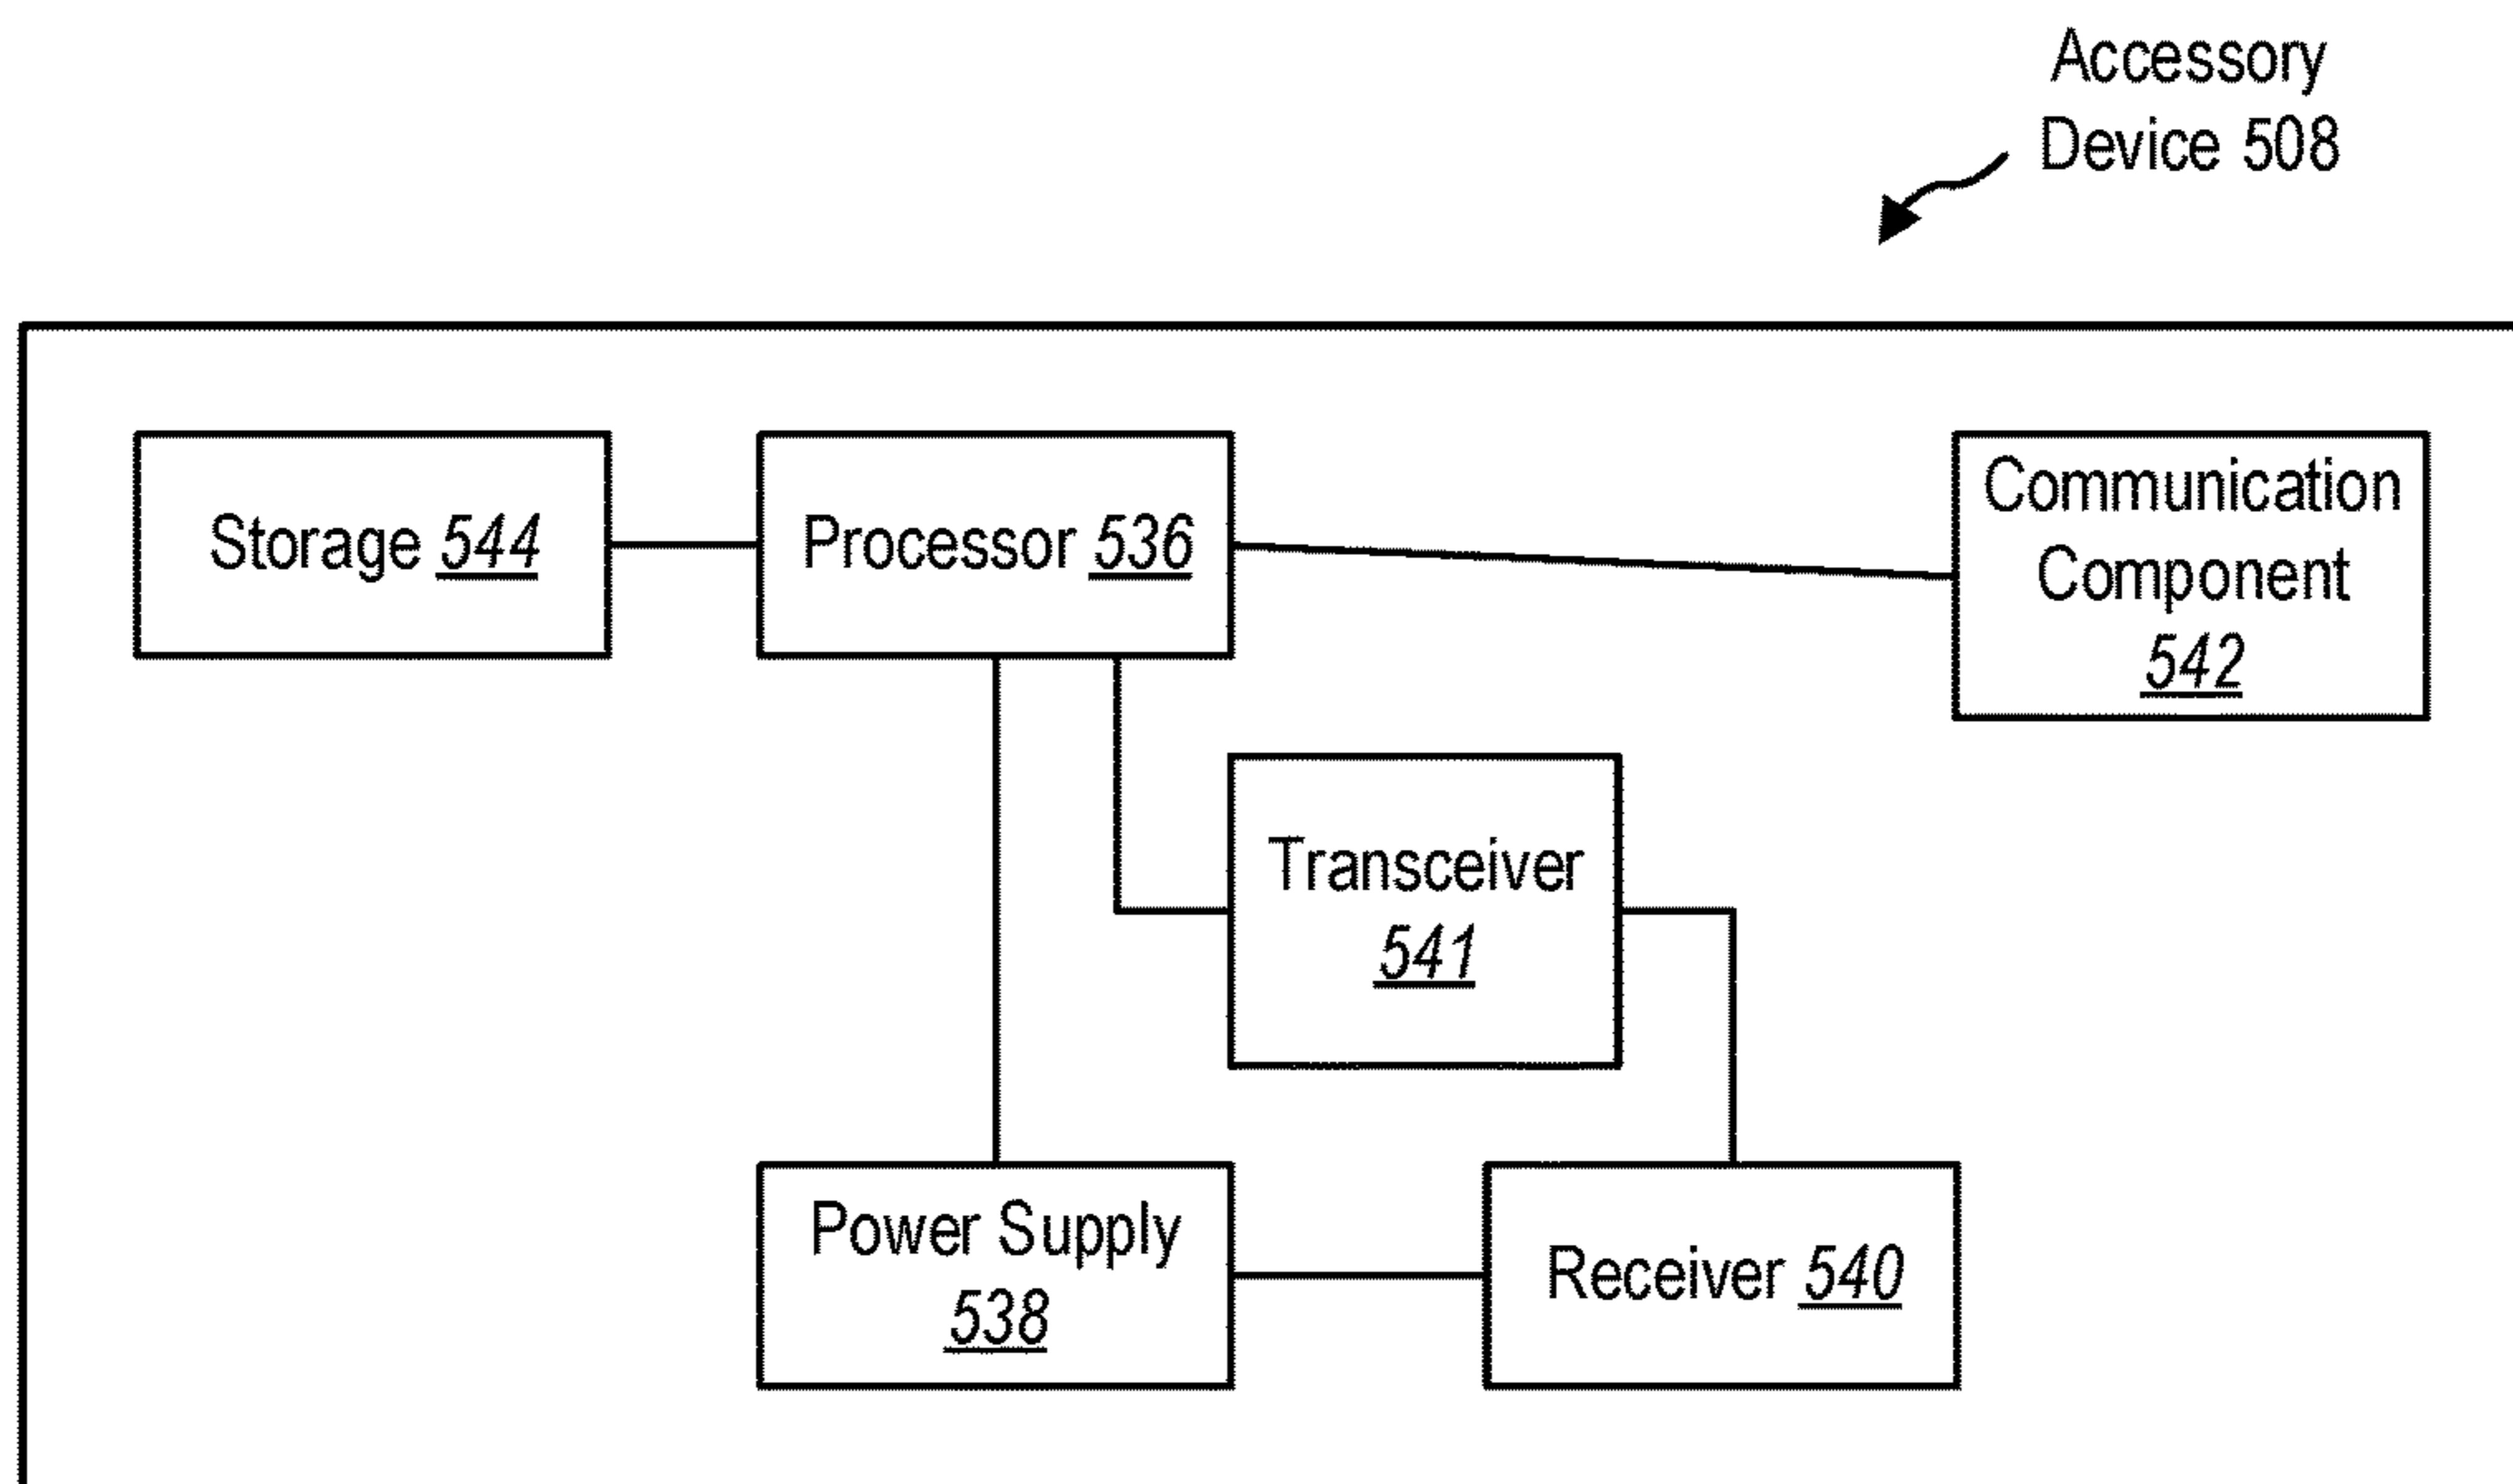 Accessory
Device 508
Storage 544
Processor 536
Communication
Component
542
Transceiver
541
Power Supply
538
Receiver 540